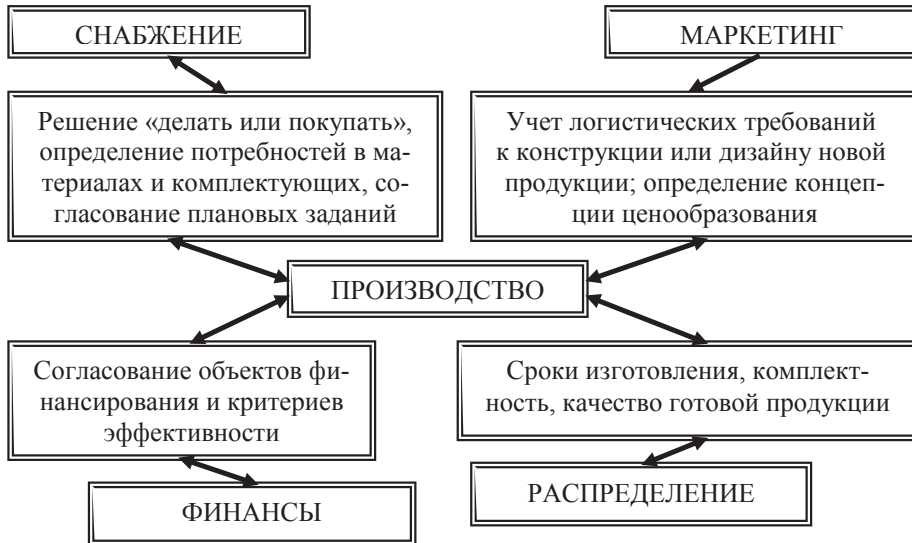 СНАБЖЕНИЕ
МАРКЕТИНГ
Решение «делать или покупать»,
определение потребностей в ма-
териалах и комплектующих, со-
гласование плановых заданий
Учет логистических требований
к конструкции или дизайну новой
продукции; определение концеп-
ции ценообразования
ПРОИЗВОДСТВО
Согласование объектов фи-
нансирования и критериев
эффективности
Сроки изготовления, комплект-
ность, качество готовой продукции
ФИНАНСЫ
РАСПРЕДЕЛЕНИЕ